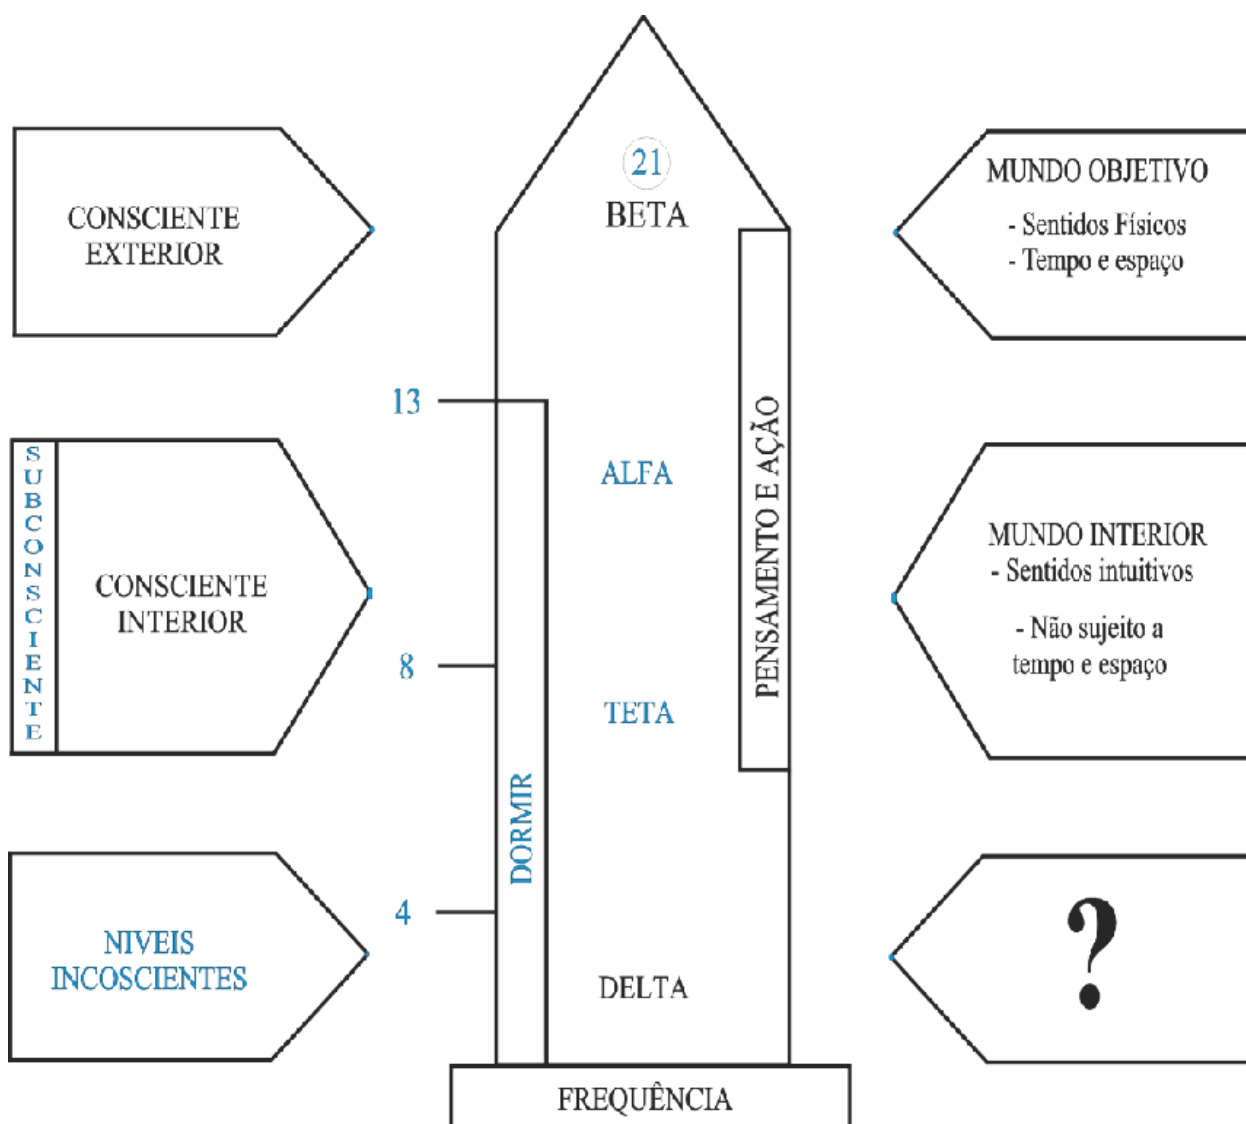 21
BETA
CONSCIENTE
EXTERIOR
MUNDO OBJETIVO
- Sentidos Físicos
- Tempo e espaço
13
ALFA
PENSAMENTO E AÇÃO
SUBCONSCIENTE
CONSCIENTE
INTERIOR
MUNDO INTERIOR
- Sentidos intuitivos
- Não sujeito a
tempo e espaço
8
TETA
DORMIR
4
NIVEIS
INCOSCIENTES
DELTA
?
FREQUÊNCIA